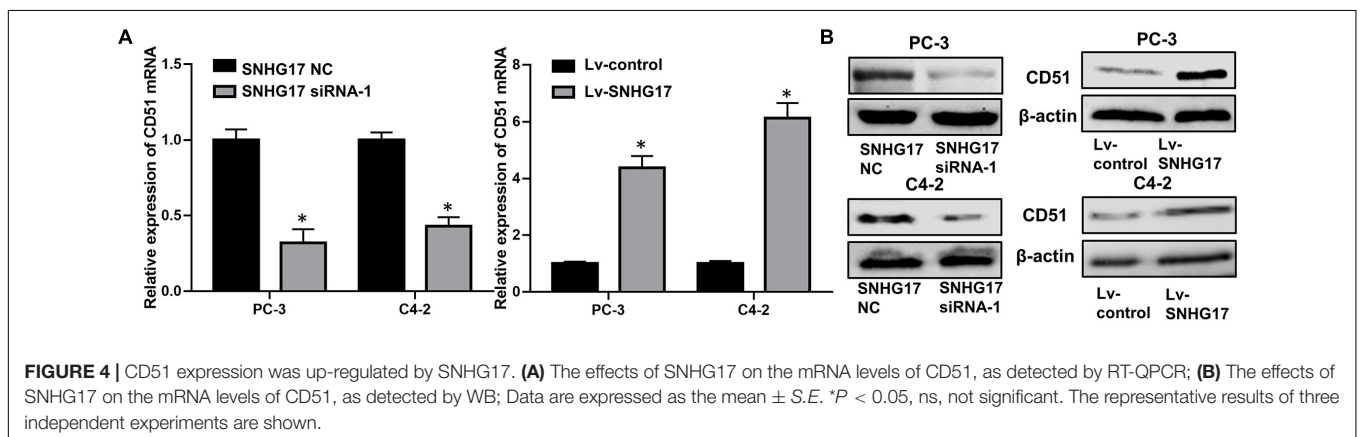 A
Relative expression of CD51 mRNA
1.5
1.0
0.5
0.0
SNHG17 NC
SNHG17 siRNA-1
*
*
PC-3
C4-2
Relative expression of CD51 mRNA
8
6
4
2
0
Lv-control
Lv-SNHG17
*
*
PC-3
C4-2
B
PC-3
SNHG17 SNHG17
NC siRNA-1
C4-2
SNHG17 SNHG17
NC siRNA-1
PC-3
CD51
β-actin
Lv- Lv-
control SNHG17
C4-2
CD51
β-actin
Lv- Lv-
control SNHG17
FIGURE 4 | CD51 expression was up-regulated by SNHG17. (A) The effects of SNHG17 on the mRNA levels of CD51, as detected by RT-QPCR; (B) The effects of
SNHG17 on the mRNA levels of CD51, as detected by WB; Data are expressed as the mean ± S.E. *P < 0.05, ns, not significant. The representative results of three
independent experiments are shown.